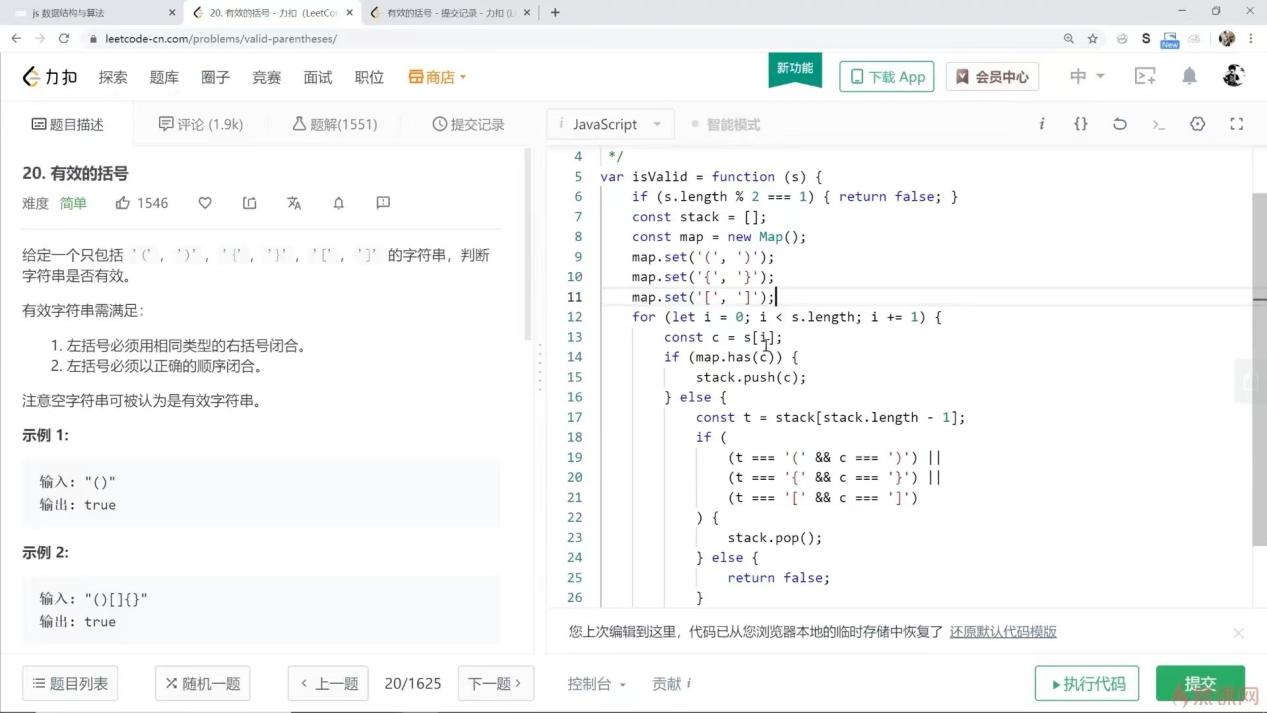 js 数据结构与算法
20. 有效的括号 - 力扣 (LeetCo
有效的括号 - 提交记录 - 力扣 (L
leetcode-cn.com/problems/valid-parentheses/
S
New
力扣 探索 题库 圈子 竞赛 面试 职位 商店 新功能 下载 App 会员中心 中
题目描述 评论 (1.9k) 题解(1551) 提交记录
i JavaScript 智能模式 i {} >_
20. 有效的括号
难度 简单 1546
给定一个只包括 '(', ')', '{', '}', '[', ']' 的字符串，判断
字符串是否有效。
有效字符串需满足：
1. 左括号必须用相同类型的右括号闭合。
2. 左括号必须以正确的顺序闭合。
注意空字符串可被认为是有效字符串。
示例 1:
输入: "()"
输出: true
示例 2:
输入: "()[]{}"
输出: true
4 */
5 var isValid = function (s) {
6 if (s.length % 2 === 1) { return false; }
7 const stack = [];
8 const map = new Map();
9 map.set('(', ')');
10 map.set('{', '}');
11 map.set('[', ']');
12 for (let i = 0; i < s.length; i += 1) {
13 const c = s[i];
14 if (map.has(c)) {
15 stack.push(c);
16 } else {
17 const t = stack[stack.length - 1];
18 if (
19 (t === '(' && c === ')') ||
20 (t === '{' && c === '}') ||
21 (t === '[' && c === ']')
22 ) {
23 stack.pop();
24 } else {
25 return false;
26 }
您上次编辑到这里，代码已从您浏览器本地的临时存储中恢复了 还原默认代码模版
题目列表 随机一题 上一题 20/1625 下一题 控制台 贡献 i 执行代码 提交
慕课网